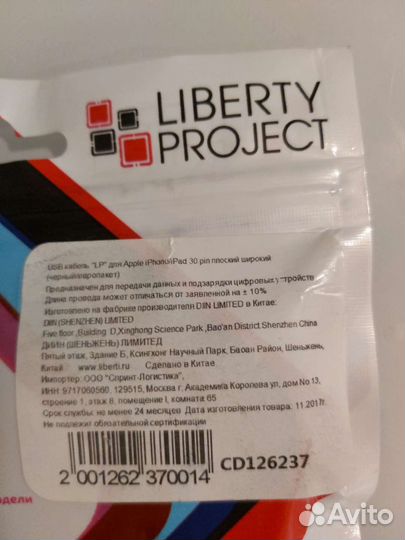 LIBERTY
PROJECT
USB кабель "LP" для Apple iPhone/iPad 30 pin плоский широкий
(черный/европакет)
Предназначен для передачи данных и подзарядки цифровых
Длина провода может отличаться от заявленной на ± 10%
Изготовлено на фабрике производителя DIIN LIMITED в Китае:
DIIN (SHENZHEN) LIMITED
Five floor ,Building D,Xinghong Science Park ,Bao'an District.Shenzhen.China
ДИИН (ШЕНЬЖЕНЬ) ЛИМИТЕД
Пятый этаж, Здание Б, Ксингхонг Научный Парк, Баоан Район, Шеньжень,
Китай www.liberti.ru Сделано в Китае
Импортер: ООО "Спринт-Логистика",
ИНН 9717060560, 129515, Москва г, Академика Королева ул, дом No 13,
строение 1, этаж 8, помещение I, комната 65
Срок службы: не менее 24 месяцев Дата изготовления товара: 11.2017г.
Не подлежит обязательной сертификации
2 001262 370014
CD126237
дели
Avito